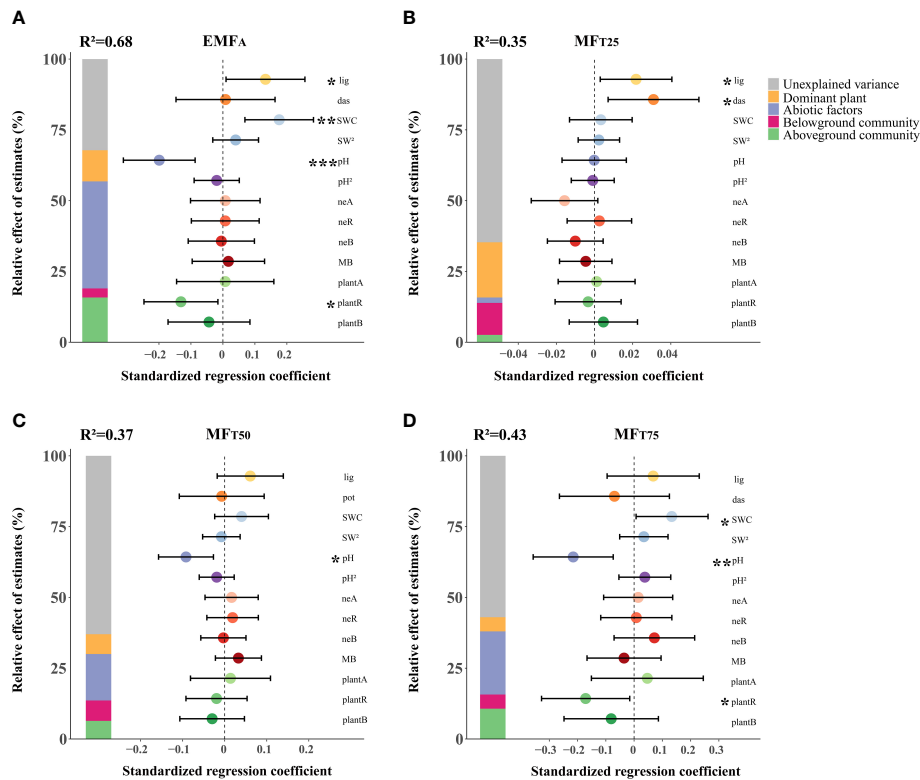 A
R²=0.68 EMFA
Relative effect of estimates (%)
100
75
50
25
0
* lig
das
** SWC
SW²
*** pH
pH²
neA
neR
neB
MB
plantA
* plantR
plantB
−0.2 −0.1 0 0.1 0.2
Standardized regression coefficient
B
R²=0.35 MFT25
Relative effect of estimates (%)
100
75
50
25
0
* lig
* das
SWC
SW²
pH
pH²
neA
neR
neB
MB
plantA
plantR
plantB
−0.04 −0.02 0 0.02 0.04
Standardized regression coefficient
Unexplained variance
Dominant plant
Abiotic factors
Belowground community
Aboveground community
C
R²=0.37 MFT50
Relative effect of estimates (%)
100
75
50
25
0
lig
pot
SWC
SW²
* pH
pH²
neA
neR
neB
MB
plantA
plantR
plantB
−0.2 −0.1 0 0.1 0.2
Standardized regression coefficient
D
R²=0.43 MFT75
Relative effect of estimates (%)
100
75
50
25
0
lig
das
* SWC
SW²
** pH
pH²
neA
neR
neB
MB
plantA
* plantR
plantB
−0.3 −0.2 −0.1 0 0.1 0.2 0.3
Standardized regression coefficient